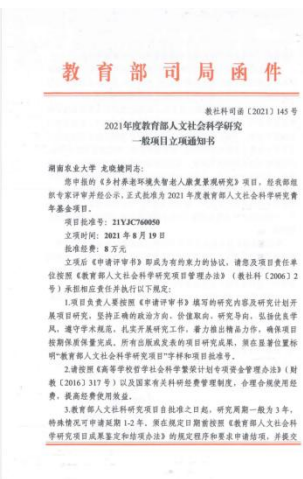 教育部司局函件
教社科司函〔2021〕145号
2021年度教育部人文社会科学研究
一般项目立项通知书
湖南农业大学 龙晓婕同志:
您申报的《乡村养老环境失智老人康复景观研究》项目,经我部组
织专家评审并经公示,正式批准为2021年度教育部人文社会科学研究青
年基金项目。
项目批准号:21YJC760050
立项时间:2021年8月19日
批准经费:8万元
立项后《申请评审书》即成为有约束力的协议。请您及项目责任单
位按照《教育部人文社会科学研究项目管理办法》(教社科〔2006〕2
号)承担相应责任并执行以下规定:
1.项目负责人要按照《申请评审书》填写的研究内容及研究计划开
展项目研究,坚持正确的政治方向、价值取向、研究导向,弘扬优良学
风,遵守学术规范,扎实开展研究工作,着力推出精品力作,确保项目
按期保质保量完成。所有出版或发表的项目研究成果,须在显著位置标
明“教育部人文社会科学研究项目”字样和项目批准号。
2.请按照《高等学校哲学社会科学繁荣计划专项资金管理办法》(财
教〔2016〕317号)以及国家有关科研经费管理制度,合理合规使用经
费,提高经费使用效益。
3.教育部人文社科研究项目自批准之日起,研究周期一般为3年,
特殊情况可申请延期1-2年。须在规定日期前按照《教育部人文社会科
学研究项目成果鉴定和结项办法》的规定程序和要求申请结项,并提交